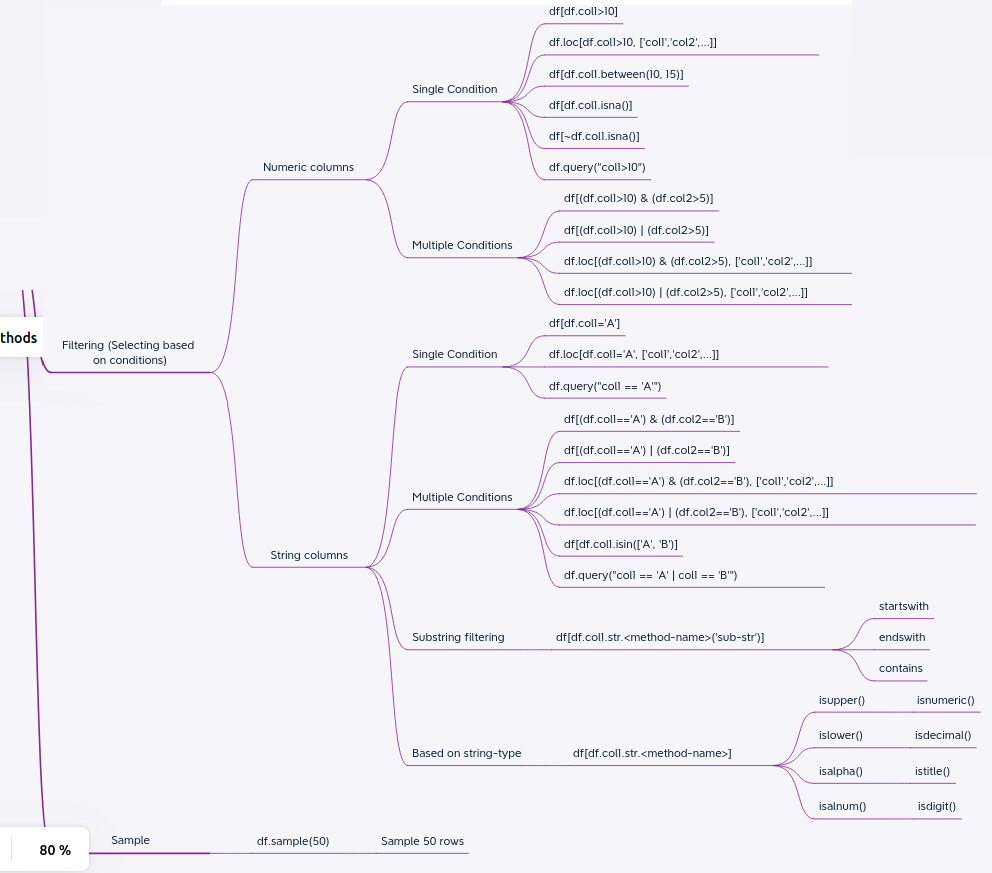 df[df.col1>10]
df.loc[df.col1>10, ['col1','col2',...]]
df[df.col1.between(10, 15)]
Single Condition
df[df.col1.isna()]
df[~df.col1.isna()]
df.query("col1>10")
Numeric columns
df[(df.col1>10) & (df.col2>5)]
df[(df.col1>10) | (df.col2>5)]
Multiple Conditions
df.loc[(df.col1>10) & (df.col2>5), ['col1','col2',...]]
df.loc[(df.col1>10) | (df.col2>5), ['col1','col2',...]]
thods
Filtering (Selecting based
on conditions)
df[df.col1='A']
Single Condition
df.loc[df.col1='A', ['col1','col2',...]]
df.query("col1 == 'A'")
df[(df.col1=='A') & (df.col2=='B')]
df[(df.col1=='A') | (df.col2=='B')]
df.loc[(df.col1=='A') & (df.col2=='B'), ['col1','col2',...]]
Multiple Conditions
df.loc[(df.col1=='A') | (df.col2=='B'), ['col1','col2',...]]
df[df.col1.isin(['A', 'B')]
df.query("col1 == 'A' | col1 == 'B'")
String columns
Substring filtering
df[df.col1.str.<method-name>('sub-str')]
startswith
endswith
contains
Based on string-type
df[df.col1.str.<method-name>]
isupper()
isnumeric()
islower()
isdecimal()
isalpha()
istitle()
isalnum()
isdigit()
Sample
df.sample(50)
Sample 50 rows
80 %